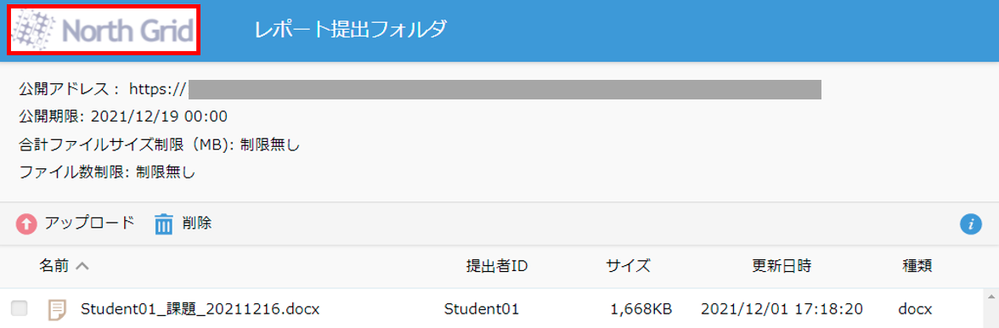 North Grid レポート提出フォルダ
公開アドレス： https://
公開期限: 2021/12/19 00:00
合計ファイルサイズ制限（MB): 制限無し
ファイル数制限: 制限無し
アップロード 削除 i
名前 提出者ID サイズ 更新日時 種類
Student01_課題_20211216.docx Student01 1,668KB 2021/12/01 17:18:20 docx